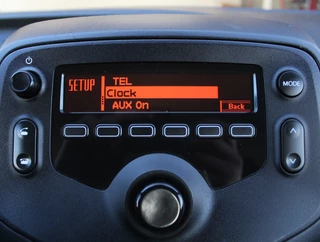 SETUP
TEL
Clock
AUX On
Back
MODE